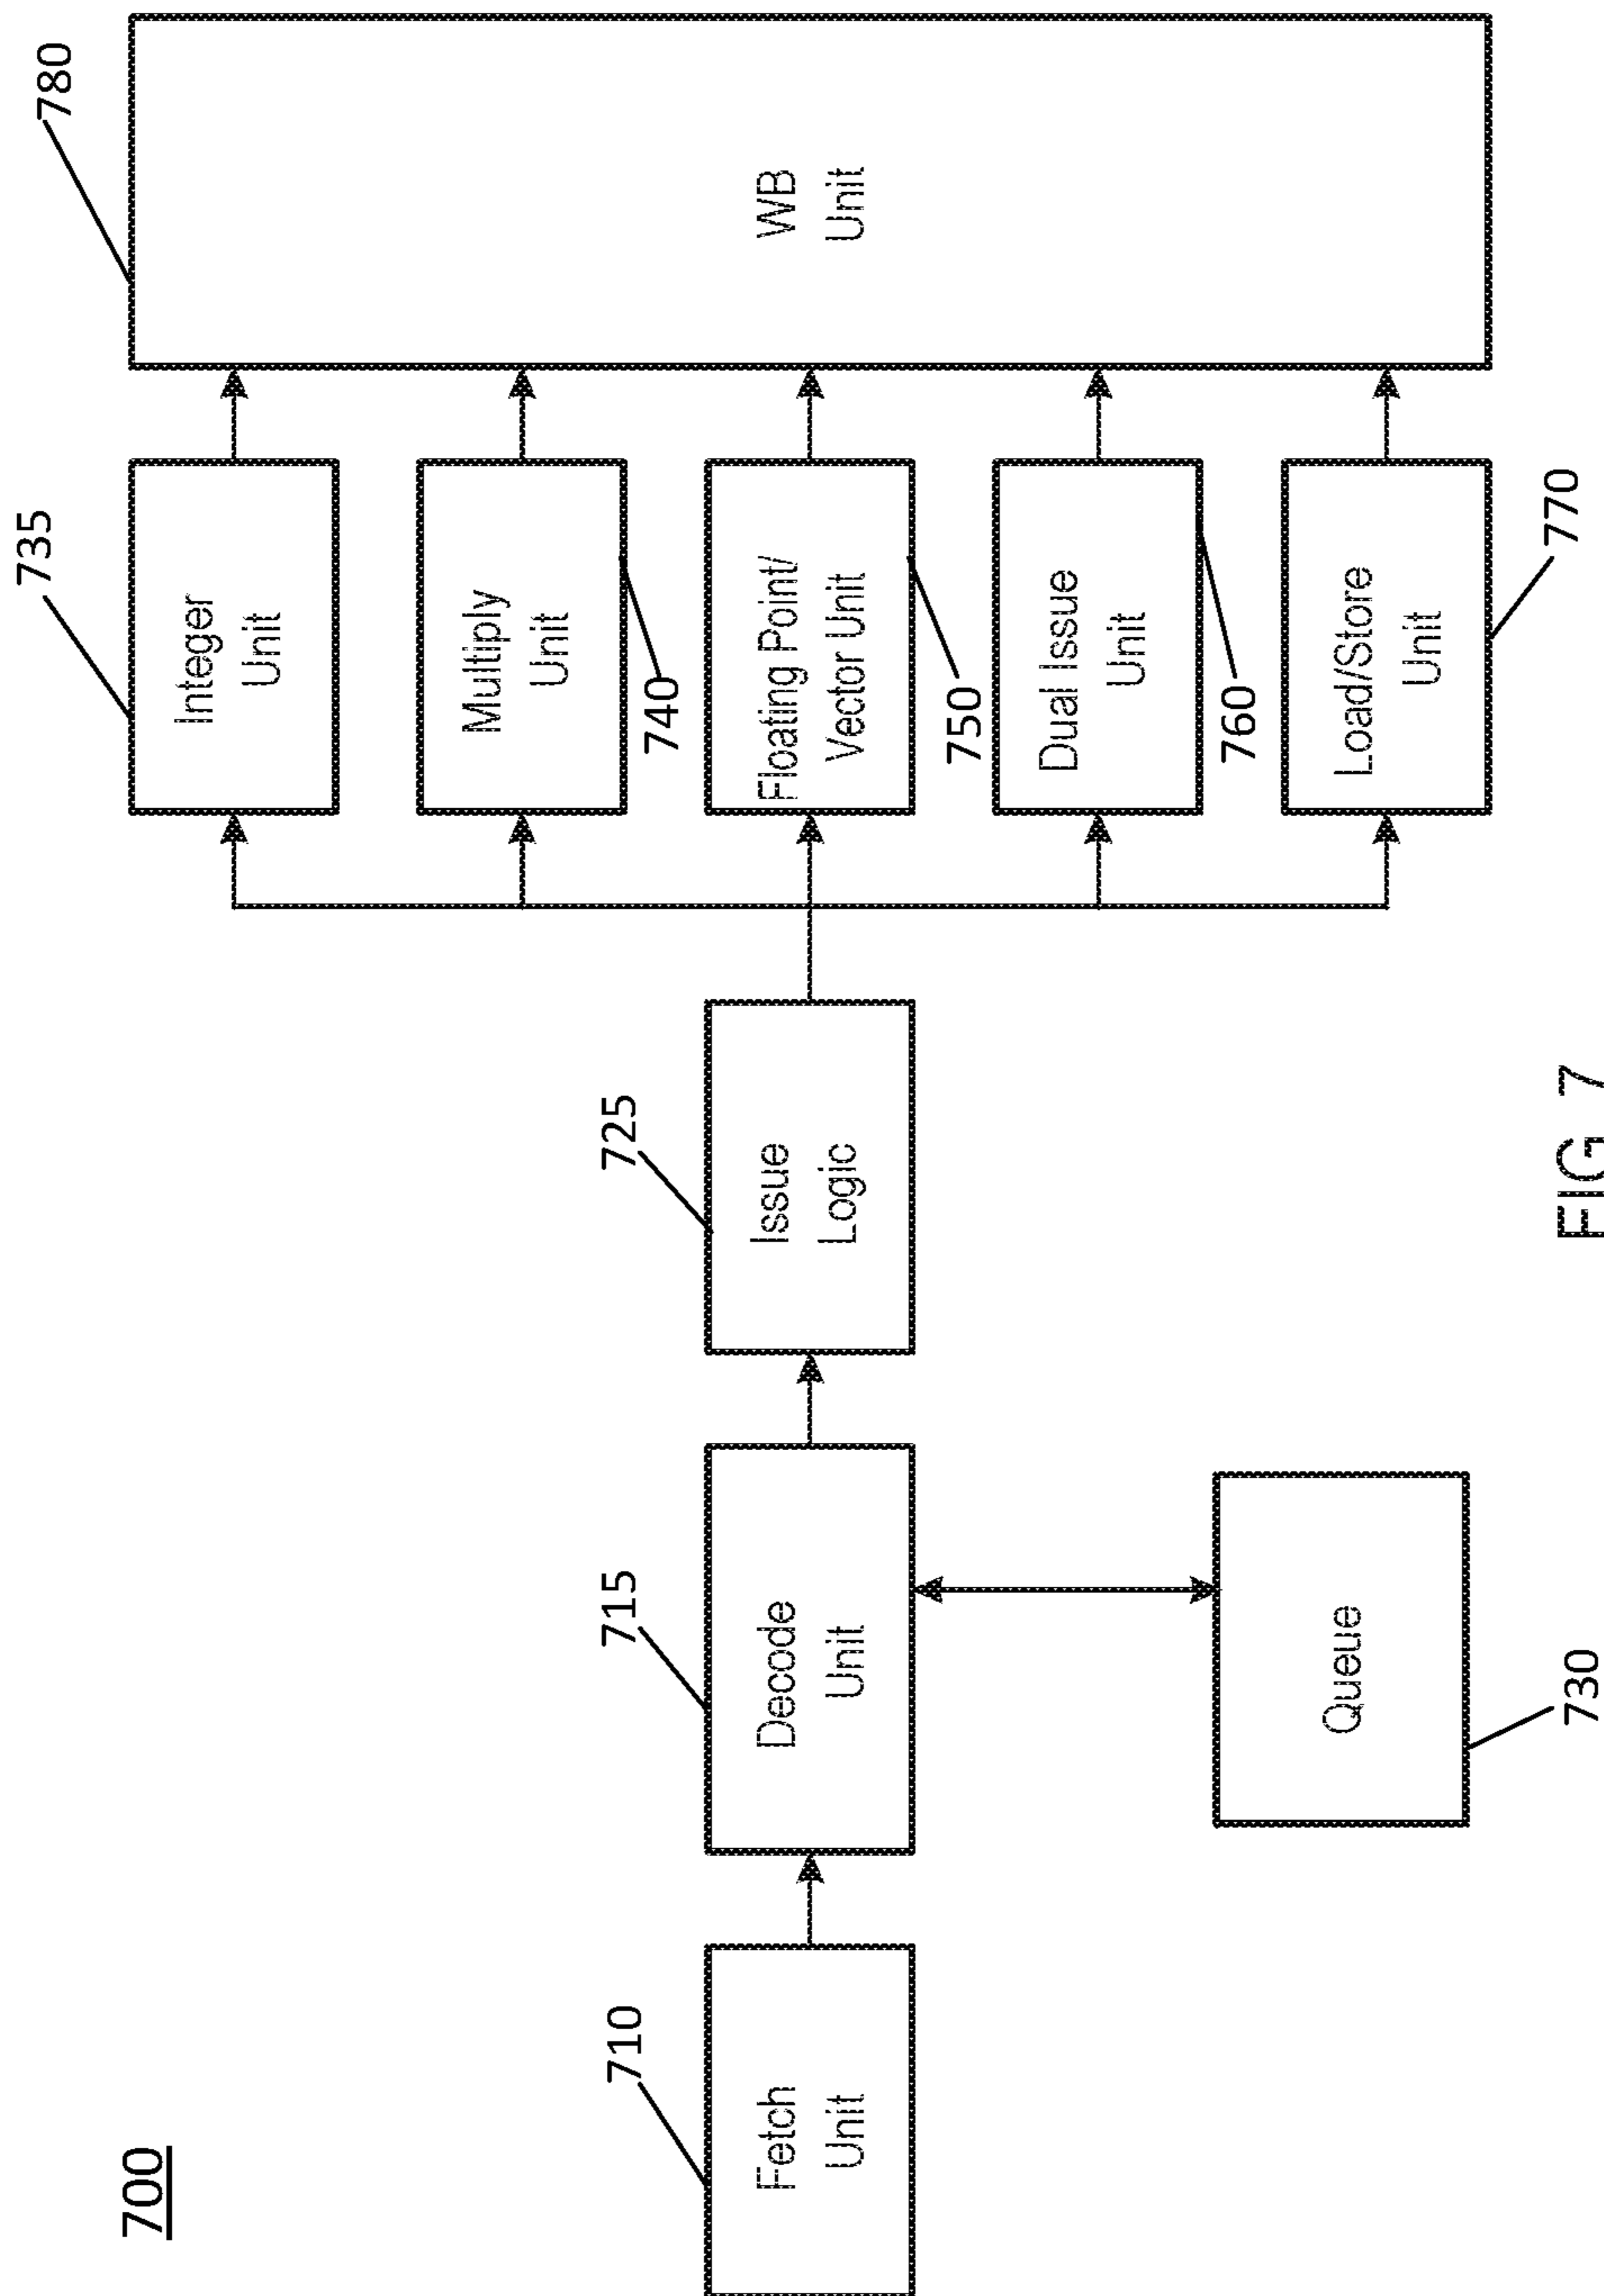 700
710
Fetch
Unit
715
Decode
Unit
730
Queue
725
Issue
Logic
735
Integer
Unit
Multiply
Unit
740
Floating Point/
Vector Unit
750
Dual Issue
Unit
760
Load/Store
Unit
770
780
WB
Unit
FIG 7